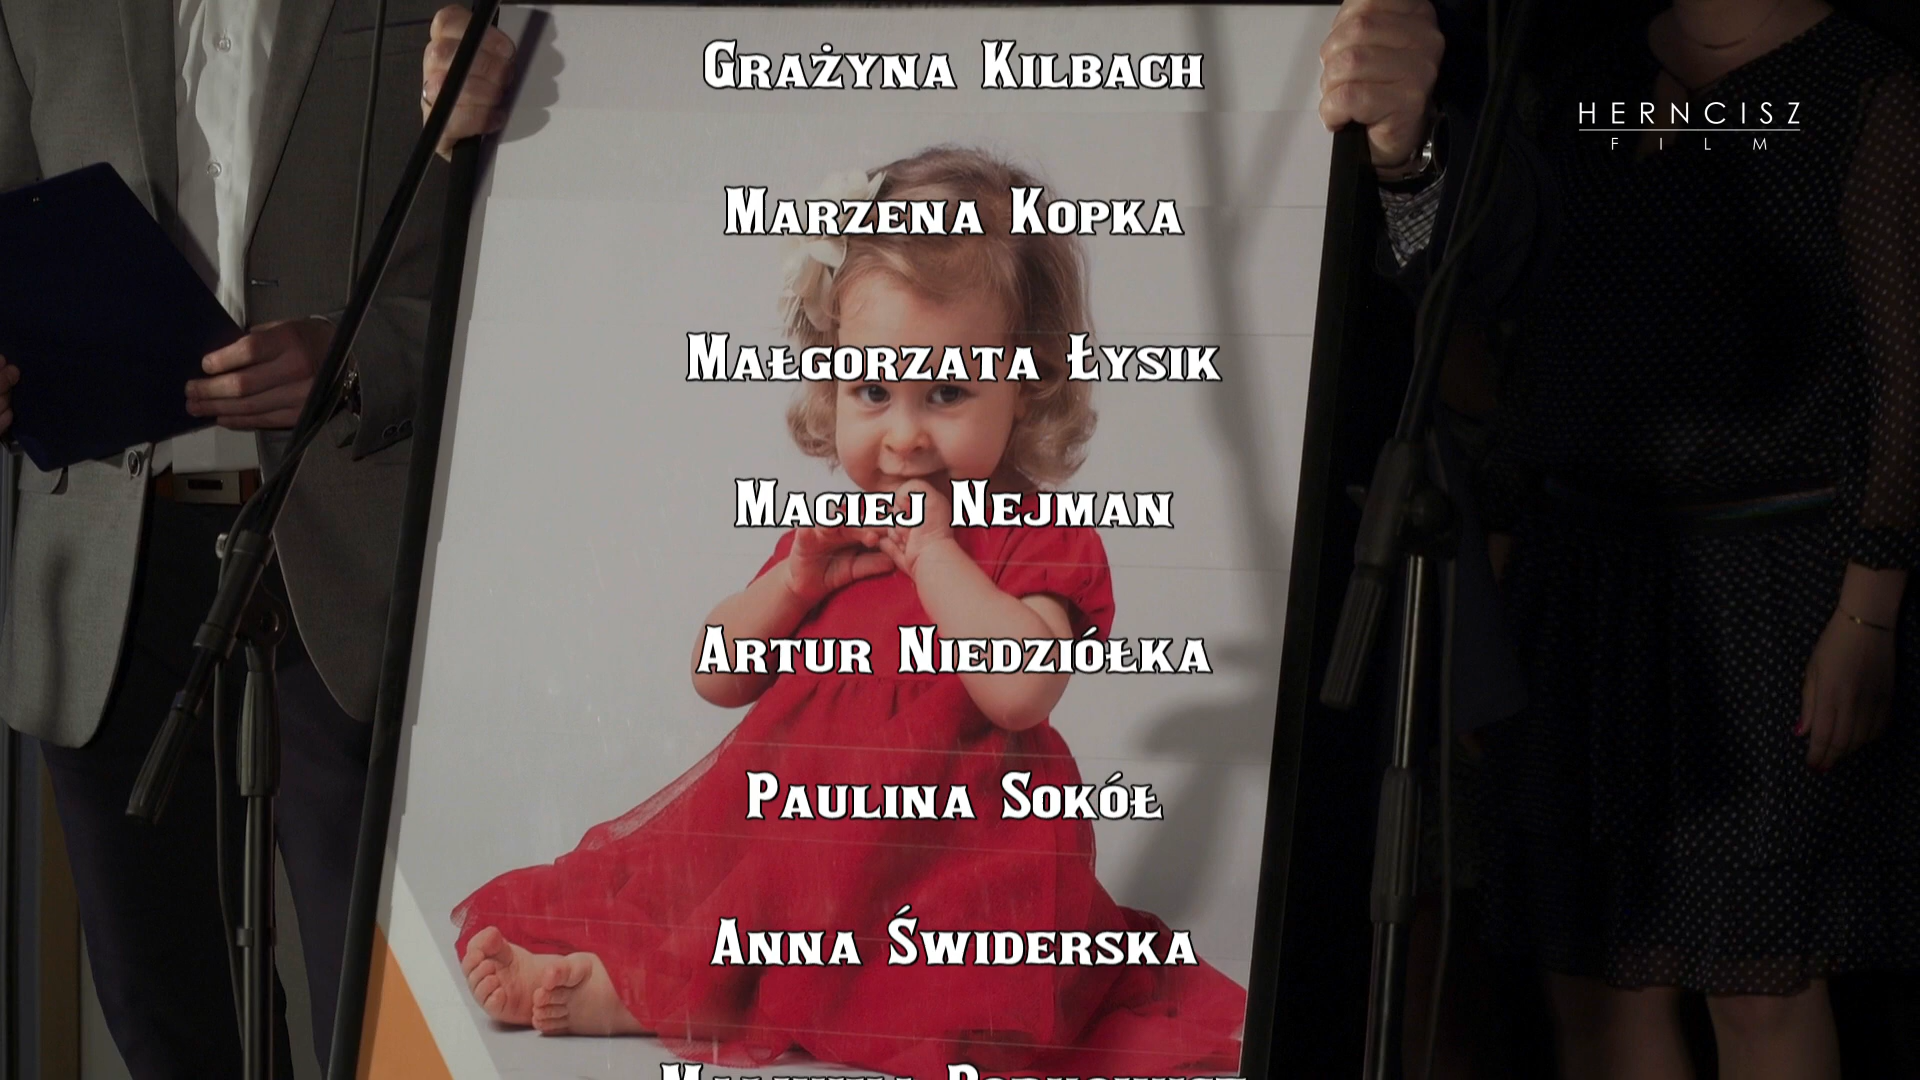 Grażyna Kilbach
HERNCISZ
FILM
Marzena Kopka
Małgorzata Łysik
Maciej Nejman
Artur Niedziółka
Paulina Sokół
Anna Świderska